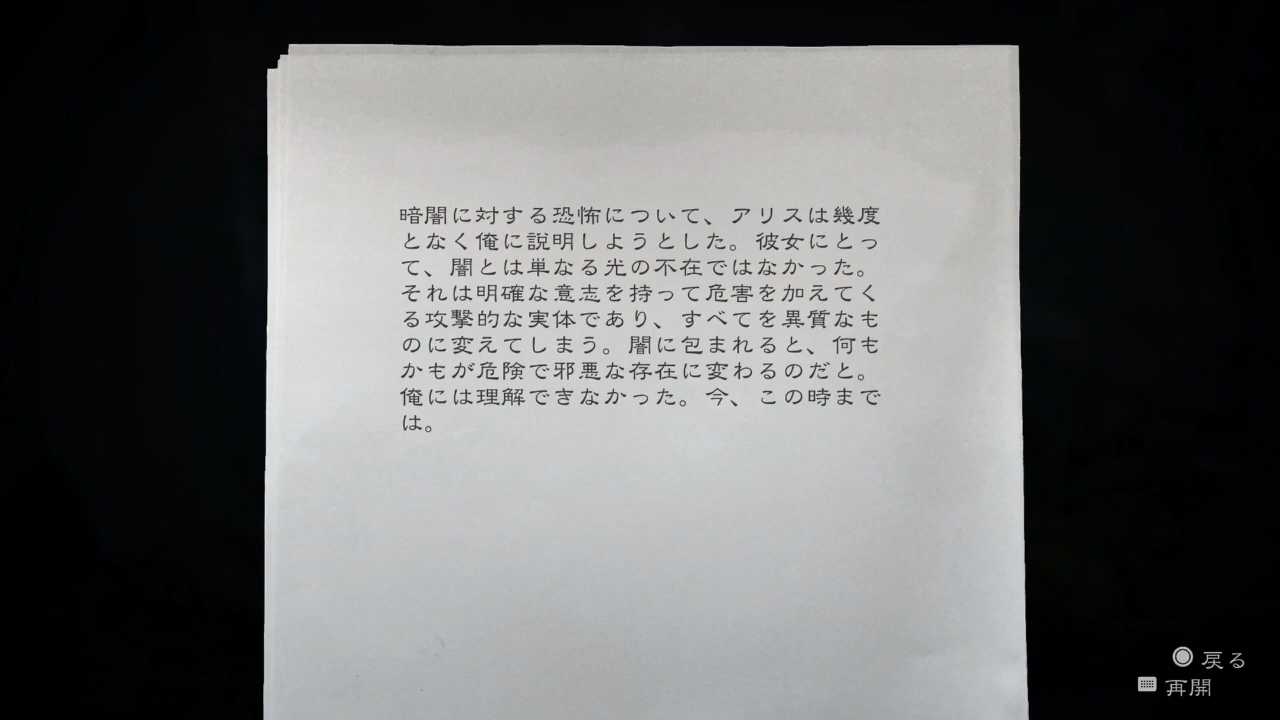 暗闇に対する恐怖について、アリスは幾度
となく俺に説明しようとした。彼女にとっ
て、闇とは単なる光の不在ではなかった。
それは明確な意志を持って危害を加えてく
る攻撃的な実体であり、すべてを異質なも
のに変えてしまう。闇に包まれると、何も
かもが危険で邪悪な存在に変わるのだと。
俺には理解できなかった。今、この時まで
は。
戻る
再開